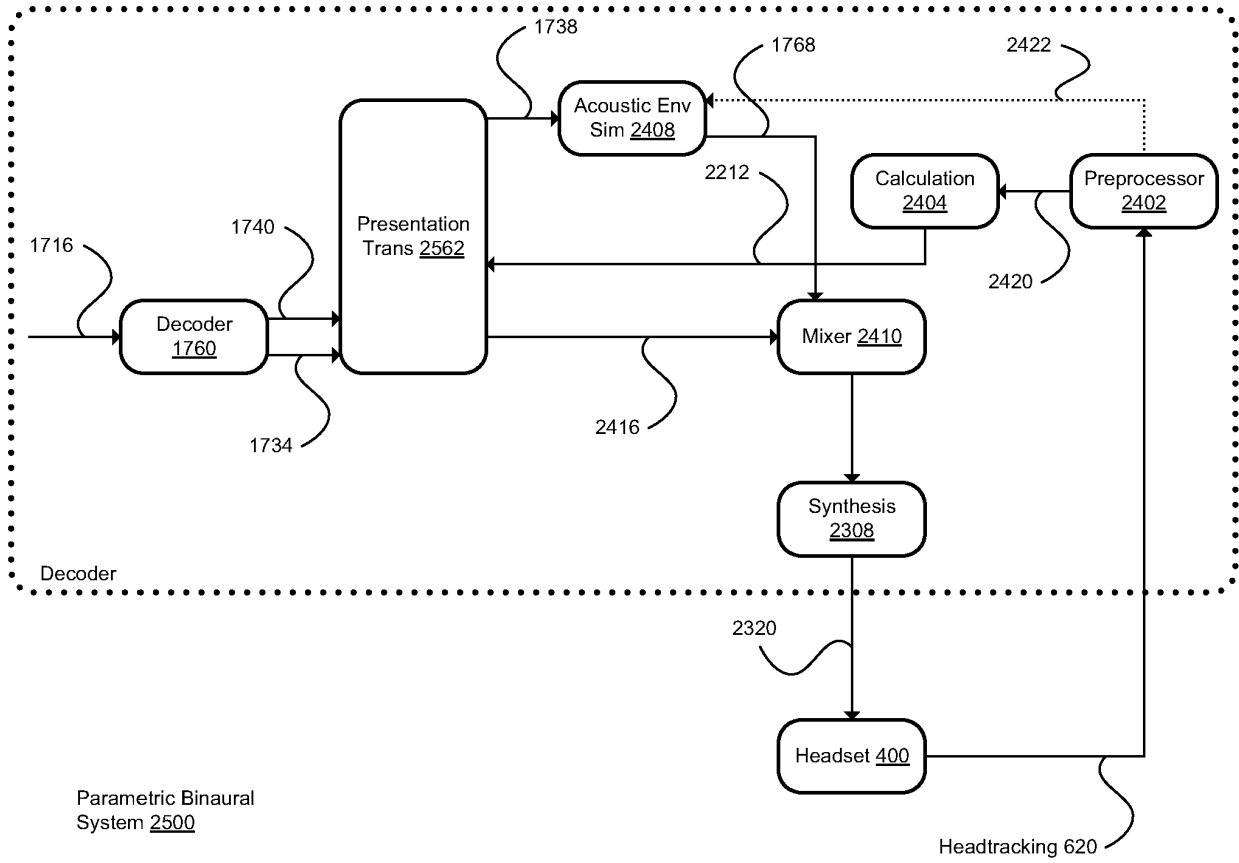 1738
1768
2422
Acoustic Env
Sim 2408
2212
Calculation
2404
Preprocessor
2402
1716
1740
Presentation
Trans 2562
2420
Decoder
1760
Mixer 2410
1734
2416
Synthesis
2308
Decoder
2320
Headset 400
Parametric Binaural
System 2500
Headtracking 620